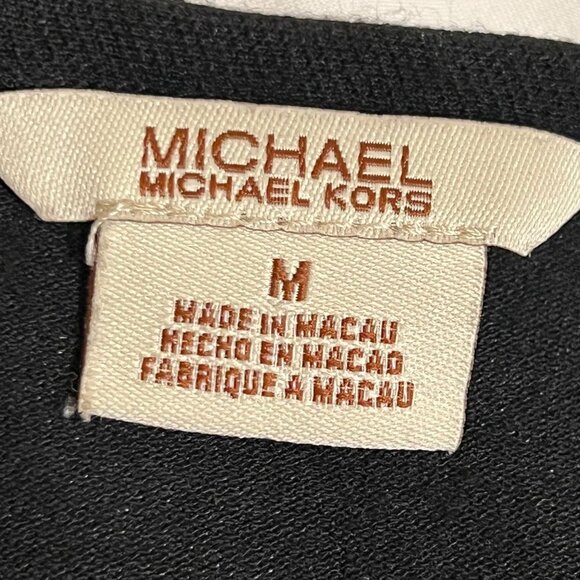 MICHAEL
MICHAEL KORS
M
MADE IN MACAU
HECHO EN MACAO
FABRIQUE A MACAU